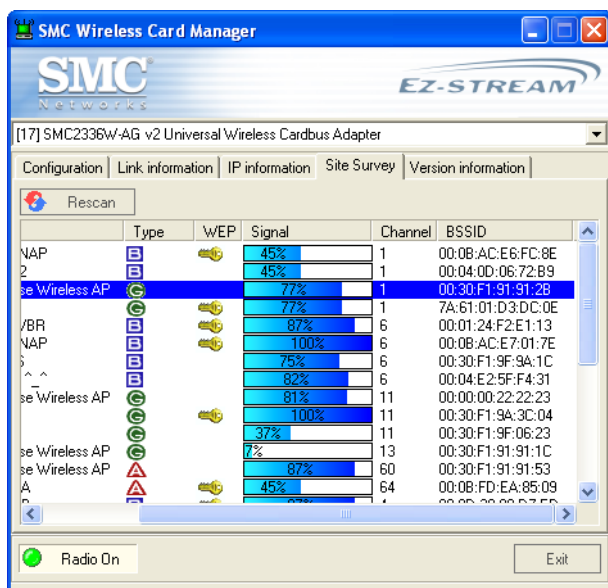 SMC Wireless Card Manager
SMC
Networks
EZ-STREAM
[17] SMC2336W-AG v2 Universal Wireless Cardbus Adapter
Configuration Link information IP information Site Survey Version information
Rescan
Type WEP Signal Channel BSSID
NAP B 45% 1 00:0B:AC:E6:FC:8E
2 B 45% 1 00:04:0D:06:72:B9
se Wireless AP G 77% 1 00:30:F1:91:91:2B
G 77% 1 7A:61:01:D3:DC:0E
/BR B 87% 6 00:01:24:F2:E1:13
NAP B 100% 6 00:0B:AC:E7:01:7E
B 75% 6 00:30:F1:9F:9A:1C
^_^ B 82% 6 00:04:E2:5F:F4:31
se Wireless AP G 81% 11 00:00:00:22:22:23
G 100% 11 00:30:F1:9A:3C:04
G 37% 11 00:30:F1:9F:06:23
se Wireless AP G 7% 13 00:30:F1:91:91:1C
se Wireless AP A 87% 60 00:30:F1:91:91:53
A A 45% 64 00:0B:FD:EA:85:09
Radio On
Exit